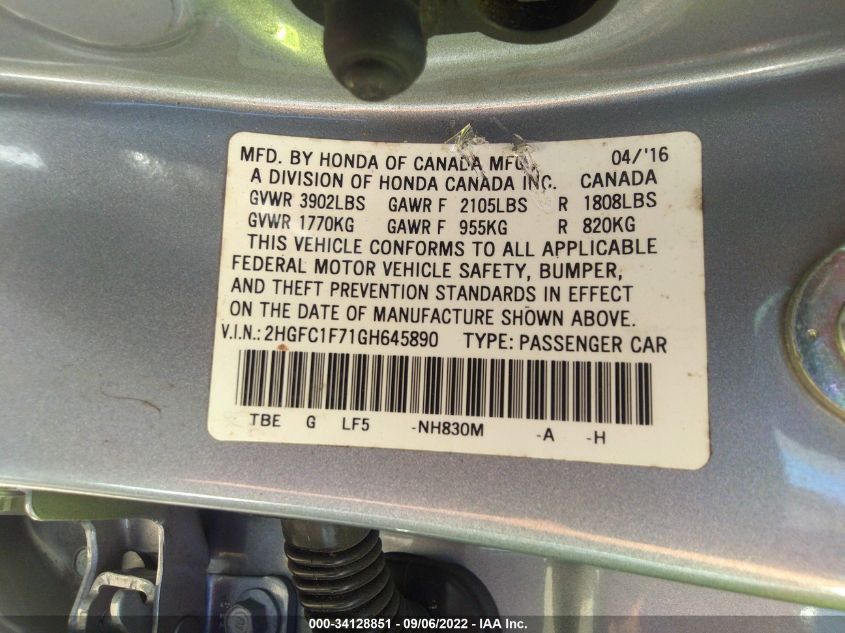 MFD. BY HONDA OF CANADA MFG. 04/'16
A DIVISION OF HONDA CANADA INC. CANADA
GVWR 3902LBS GAWR F 2105LBS R 1808LBS
GVWR 1770KG GAWR F 955KG R 820KG
THIS VEHICLE CONFORMS TO ALL APPLICABLE
FEDERAL MOTOR VEHICLE SAFETY, BUMPER,
AND THEFT PREVENTION STANDARDS IN EFFECT
ON THE DATE OF MANUFACTURE SHOWN ABOVE.
V.I.N.: 2HGFC1F71GH645890 TYPE: PASSENGER CAR
TBE G LF5 -NH830M -A -H
000-34128851 - 09/06/2022 - IAA Inc.